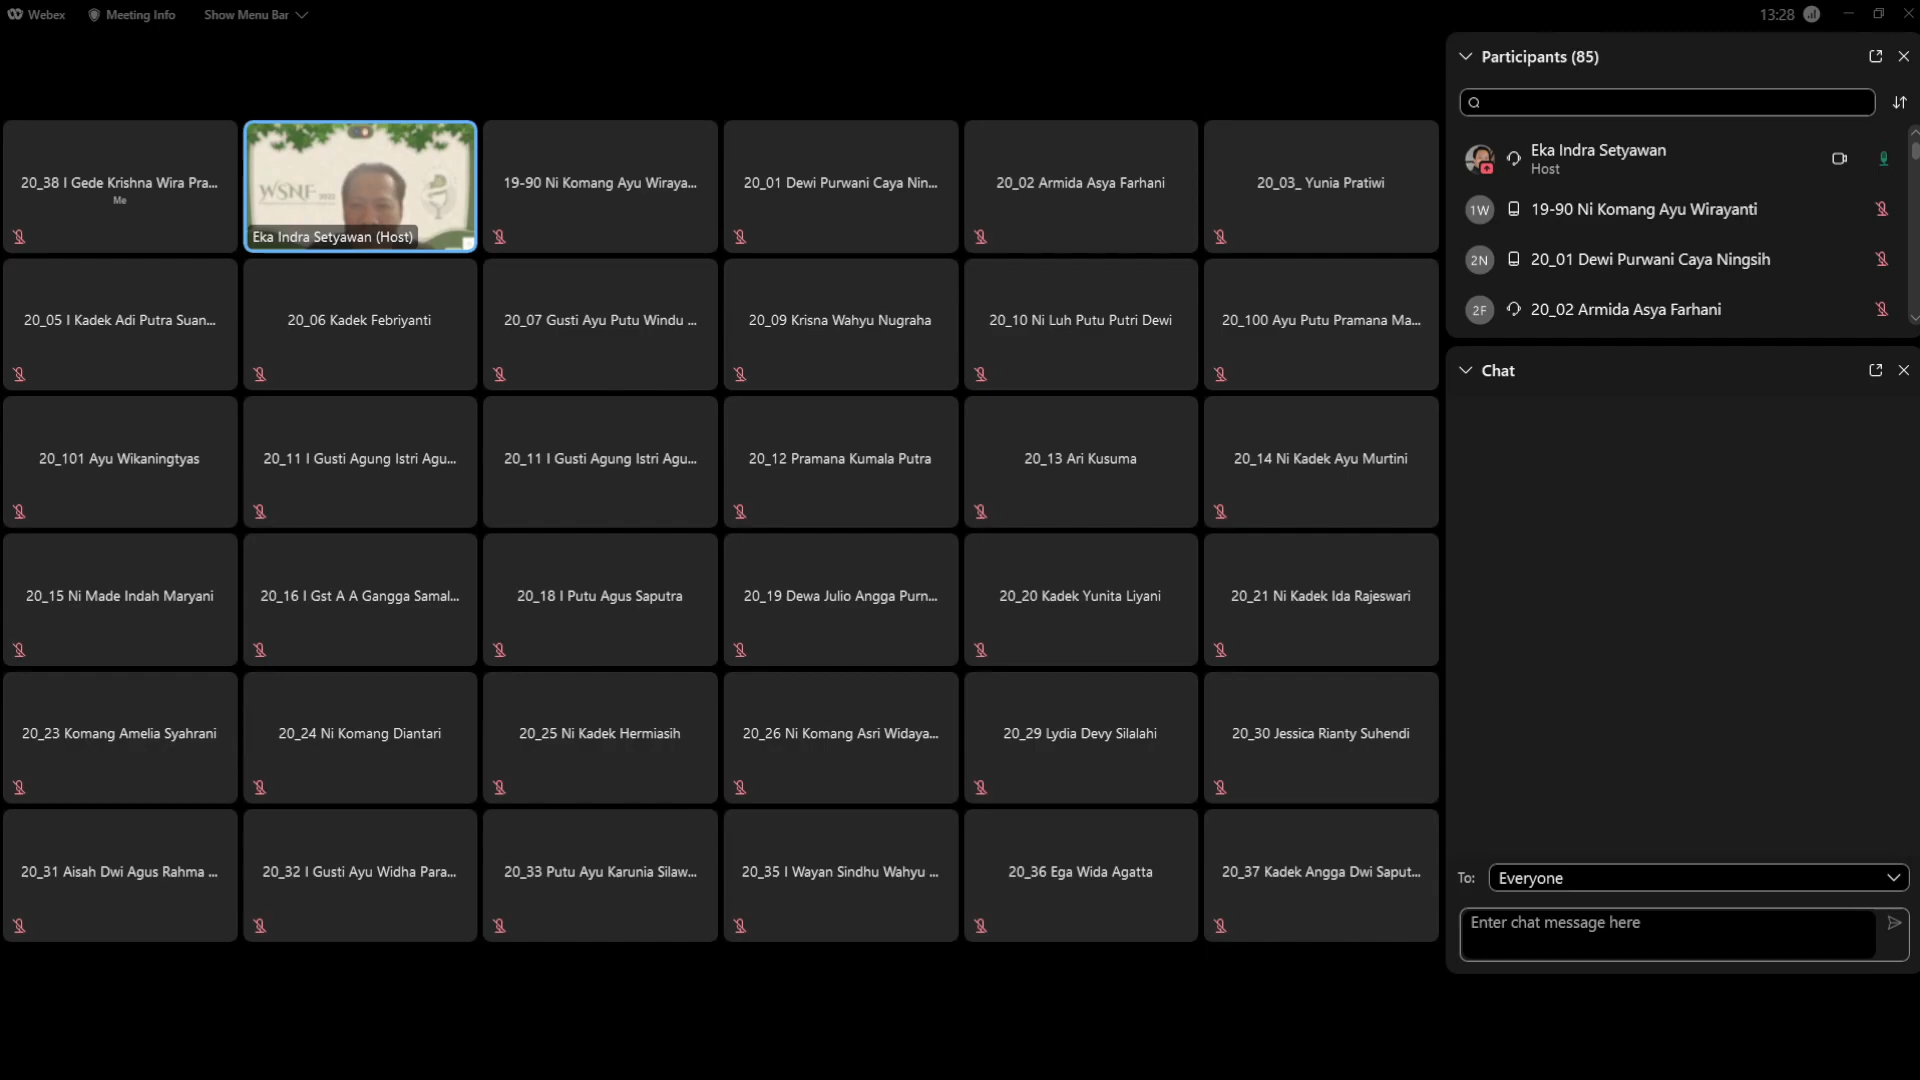 Webex
Meeting Info
Show Menu Bar
13:28
20_38 I Gede Krishna Wira Pra...
Me
WSNF 2022
Eka Indra Setyawan (Host)
19-90 Ni Komang Ayu Wiraya...
20_01 Dewi Purwani Caya Nin...
20_02 Armida Asya Farhani
20_03_ Yunia Pratiwi
20_05 I Kadek Adi Putra Suan...
20_06 Kadek Febriyanti
20_07 Gusti Ayu Putu Windu ...
20_09 Krisna Wahyu Nugraha
20_10 Ni Luh Putu Putri Dewi
20_100 Ayu Putu Pramana Ma...
20_101 Ayu Wikaningtyas
20_11 I Gusti Agung Istri Agu...
20_11 I Gusti Agung Istri Agu...
20_12 Pramana Kumala Putra
20_13 Ari Kusuma
20_14 Ni Kadek Ayu Murtini
20_15 Ni Made Indah Maryani
20_16 I Gst A A Gangga Samal...
20_18 I Putu Agus Saputra
20_19 Dewa Julio Angga Purn...
20_20 Kadek Yunita Liyani
20_21 Ni Kadek Ida Rajeswari
20_23 Komang Amelia Syahrani
20_24 Ni Komang Diantari
20_25 Ni Kadek Hermiasih
20_26 Ni Komang Asri Widaya...
20_29 Lydia Devy Silalahi
20_30 Jessica Rianty Suhendi
20_31 Aisah Dwi Agus Rahma ...
20_32 I Gusti Ayu Widha Para...
20_33 Putu Ayu Karunia Silaw...
20_35 I Wayan Sindhu Wahyu ...
20_36 Ega Wida Agatta
20_37 Kadek Angga Dwi Saput...
Participants (85)
Eka Indra Setyawan
Host
1W 19-90 Ni Komang Ayu Wirayanti
2N 20_01 Dewi Purwani Caya Ningsih
2F 20_02 Armida Asya Farhani
Chat
To: Everyone
Enter chat message here